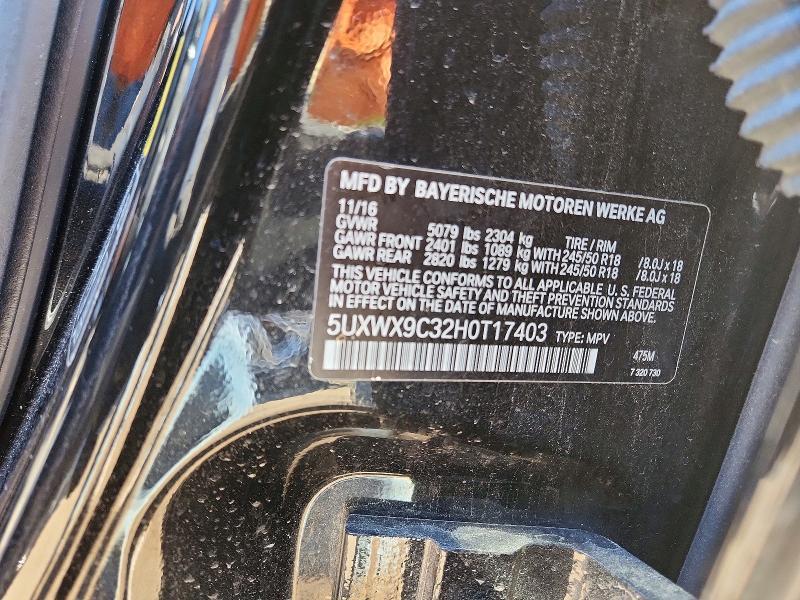 MFD BY BAYERISCHE MOTOREN WERKE AG
11/16
GVWR 5079 lbs 2304 kg TIRE / RIM
GAWR FRONT 2401 lbs 1089 kg WITH 245/50 R18 /8.0J x 18
GAWR REAR 2820 lbs 1279 kg WITH 245/50 R18 /8.0J x 18
THIS VEHICLE CONFORMS TO ALL APPLICABLE U. S. FEDERAL
MOTOR VEHICLE SAFETY AND THEFT PREVENTION STANDARDS
IN EFFECT ON THE DATE OF MANUFACTURE SHOWN ABOVE.
5UXWX9C32H0T17403 TYPE: MPV
475M
7 320 730